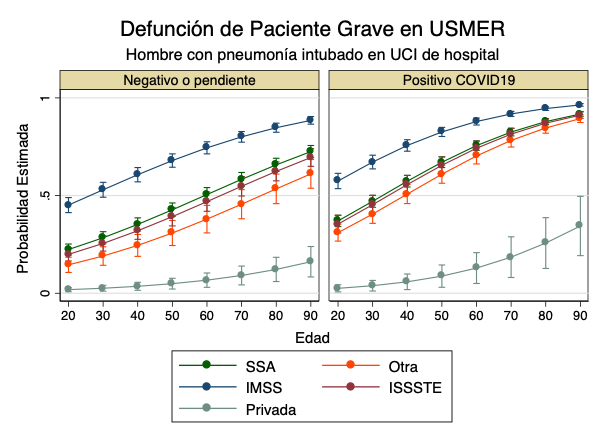 Defunción de Paciente Grave en USMER
Hombre con pneumonía intubado en UCI de hospital
Negativo o pendiente
Positivo COVID19
Probabilidad Estimada
1
.5
0
20 30 40 50 60 70 80 90
20 30 40 50 60 70 80 90
Edad
SSA
Otra
IMSS
ISSSTE
Privada